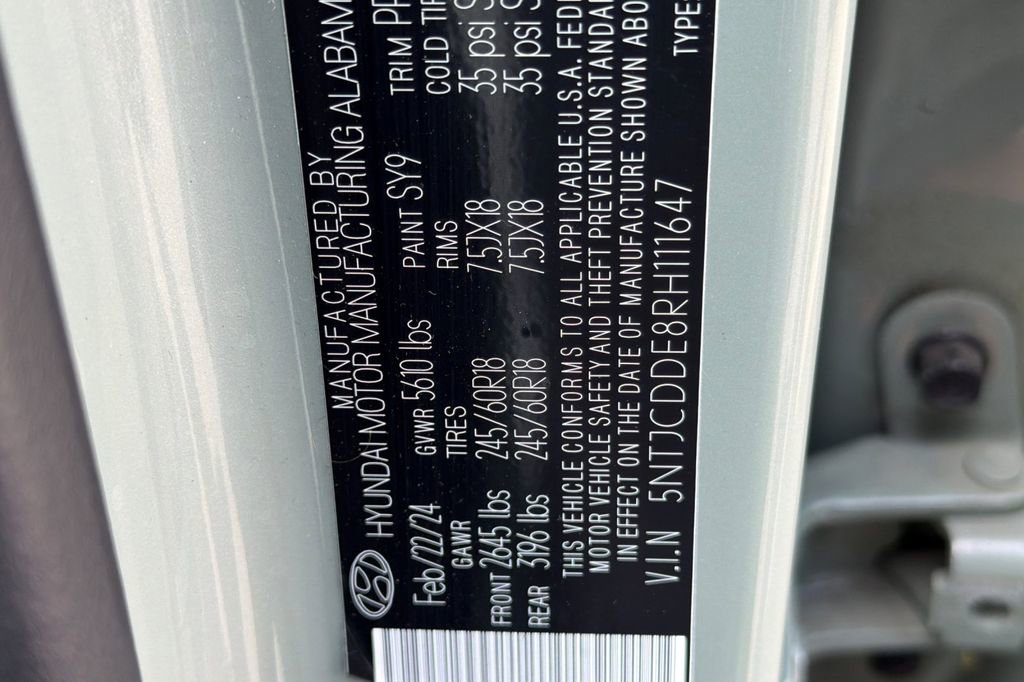 MANUFACTURED BY
HYUNDAI MOTOR MANUFACTURING ALABAM
Feb/22/24 GVWR 5610 lbs PAINT SY9 TRIM PP
GAWR TIRES RIMS COLD TIR
FRONT 2645 lbs 245/60R18 7.5JX18 35 psi S
REAR 3196 lbs 245/60R18 7.5JX18 35 psi S
THIS VEHICLE CONFORMS TO ALL APPLICABLE U.S.A. FEDE
MOTOR VEHICLE SAFETY AND THEFT PREVENTION STANDAR
IN EFFECT ON THE DATE OF MANUFACTURE SHOWN ABO
V.I.N 5NTJCDDE8RH111647 TYPE: